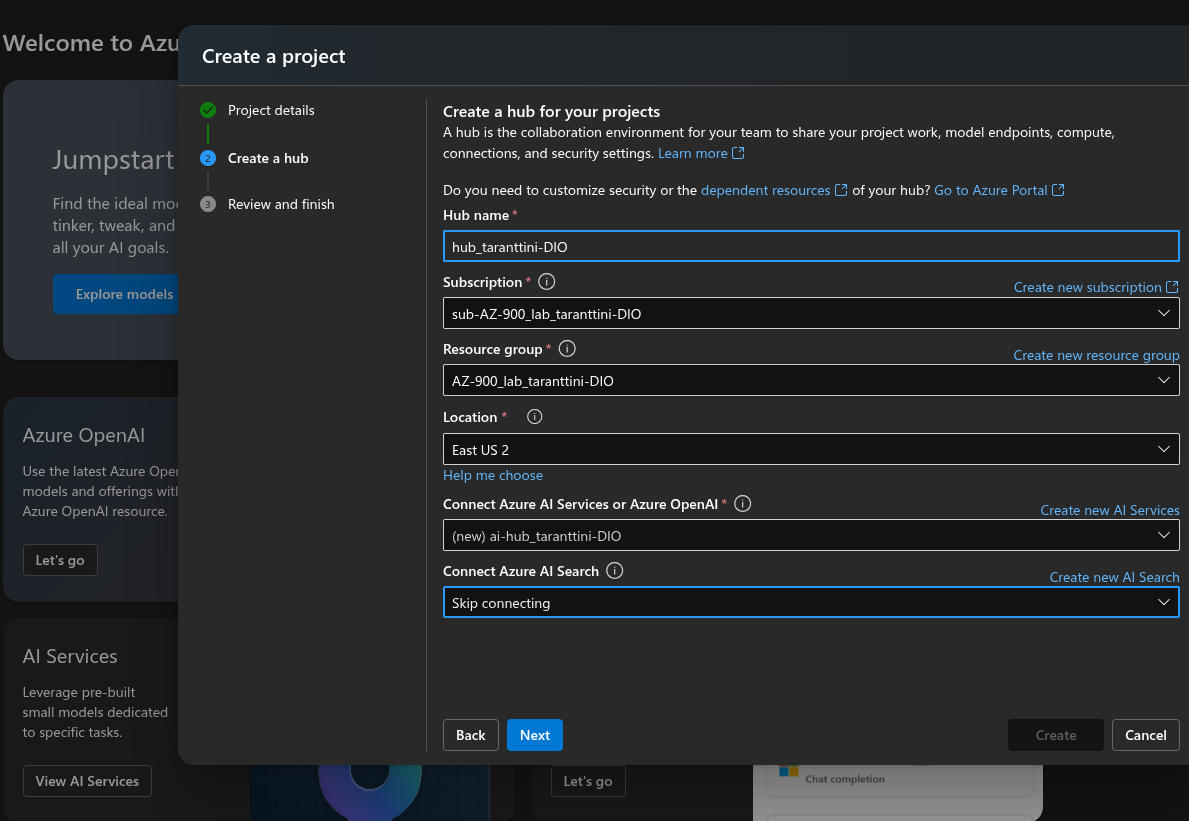 Welcome to Azu
Create a project
Jumpstart
Find the ideal mo
tinker, tweak, and
all your AI goals.
Explore models
Azure OpenAI
Use the latest Azure Oper
models and offerings with
Azure OpenAI resource.
Let's go
AI Services
Leverage pre-built
small models dedicated
to specific tasks.
View AI Services
Project details
2 Create a hub
3 Review and finish
Create a hub for your projects
A hub is the collaboration environment for your team to share your project work, model endpoints, compute,
connections, and security settings. Learn more
Do you need to customize security or the dependent resources of your hub? Go to Azure Portal
Hub name *
hub_taranttini-DIO
Subscription *
Create new subscription
sub-AZ-900_lab_taranttini-DIO
Resource group *
Create new resource group
AZ-900_lab_taranttini-DIO
Location *
East US 2
Help me choose
Connect Azure AI Services or Azure OpenAI *
Create new AI Services
(new) ai-hub_taranttini-DIO
Connect Azure AI Search
Create new AI Search
Skip connecting
Back
Next
Create
Cancel
Let's go
Chat completion